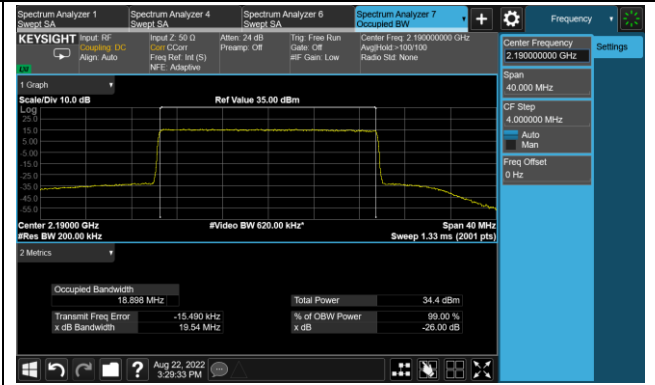 Spectrum Analyzer 1
Swept SA
Spectrum Analyzer 4
Swept SA
Spectrum Analyzer 6
Swept SA
Spectrum Analyzer 7
Occupied BW
+
Frequency
KEYSIGHT
Input: RF
Coupling: DC
Align: Auto
Input Z: 50 Ω
Corr CCorr
Freq Ref: Int (S)
NFE: Adaptive
Atten: 24 dB
Preamp: Off
Trig: Free Run
Gate: Off
#IF Gain: Low
Center Freq: 2.190000000 GHz
Avg|Hold:>100/100
Radio Std: None
Center Frequency
2.190000000 GHz
Settings
Span
40.000 MHz
CF Step
4.000000 MHz
Auto
Man
Freq Offset
0 Hz
1 Graph
Scale/Div 10.0 dB
Ref Value 35.00 dBm
Log
25.0
15.0
5.00
-5.00
-15.0
-25.0
-35.0
-45.0
-55.0
Center 2.19000 GHz
#Video BW 620.00 kHz*
Span 40 MHz
#Res BW 200.00 kHz
Sweep 1.33 ms (2001 pts)
2 Metrics
Occupied Bandwidth
18.898 MHz
Total Power
34.4 dBm
Transmit Freq Error
-15.490 kHz
% of OBW Power
99.00 %
x dB Bandwidth
19.54 MHz
x dB
-26.00 dB
?
Aug 22, 2022
3:29:33 PM